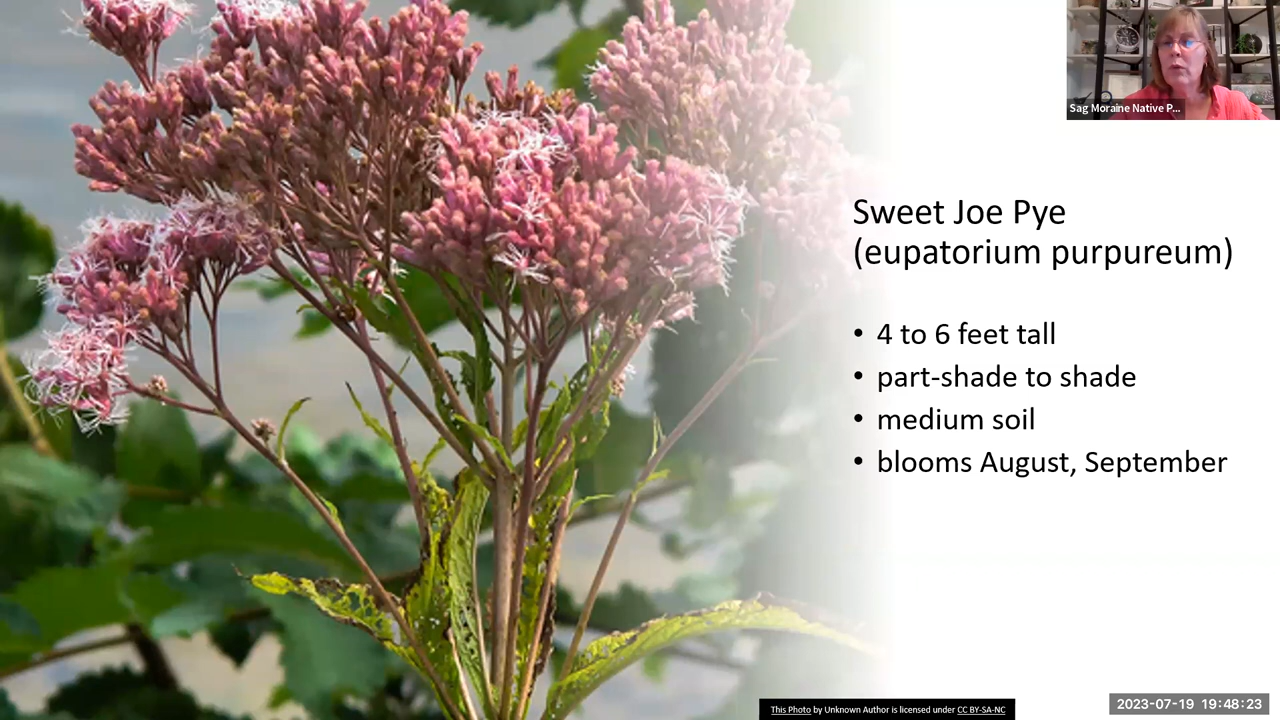 Sag Moraine Native P...
Sweet Joe Pye
(eupatorium purpureum)
• 4 to 6 feet tall
• part-shade to shade
• medium soil
• blooms August, September
This Photo by Unknown Author is licensed under CC BY-SA-NC
2023-07-19 19:48:23